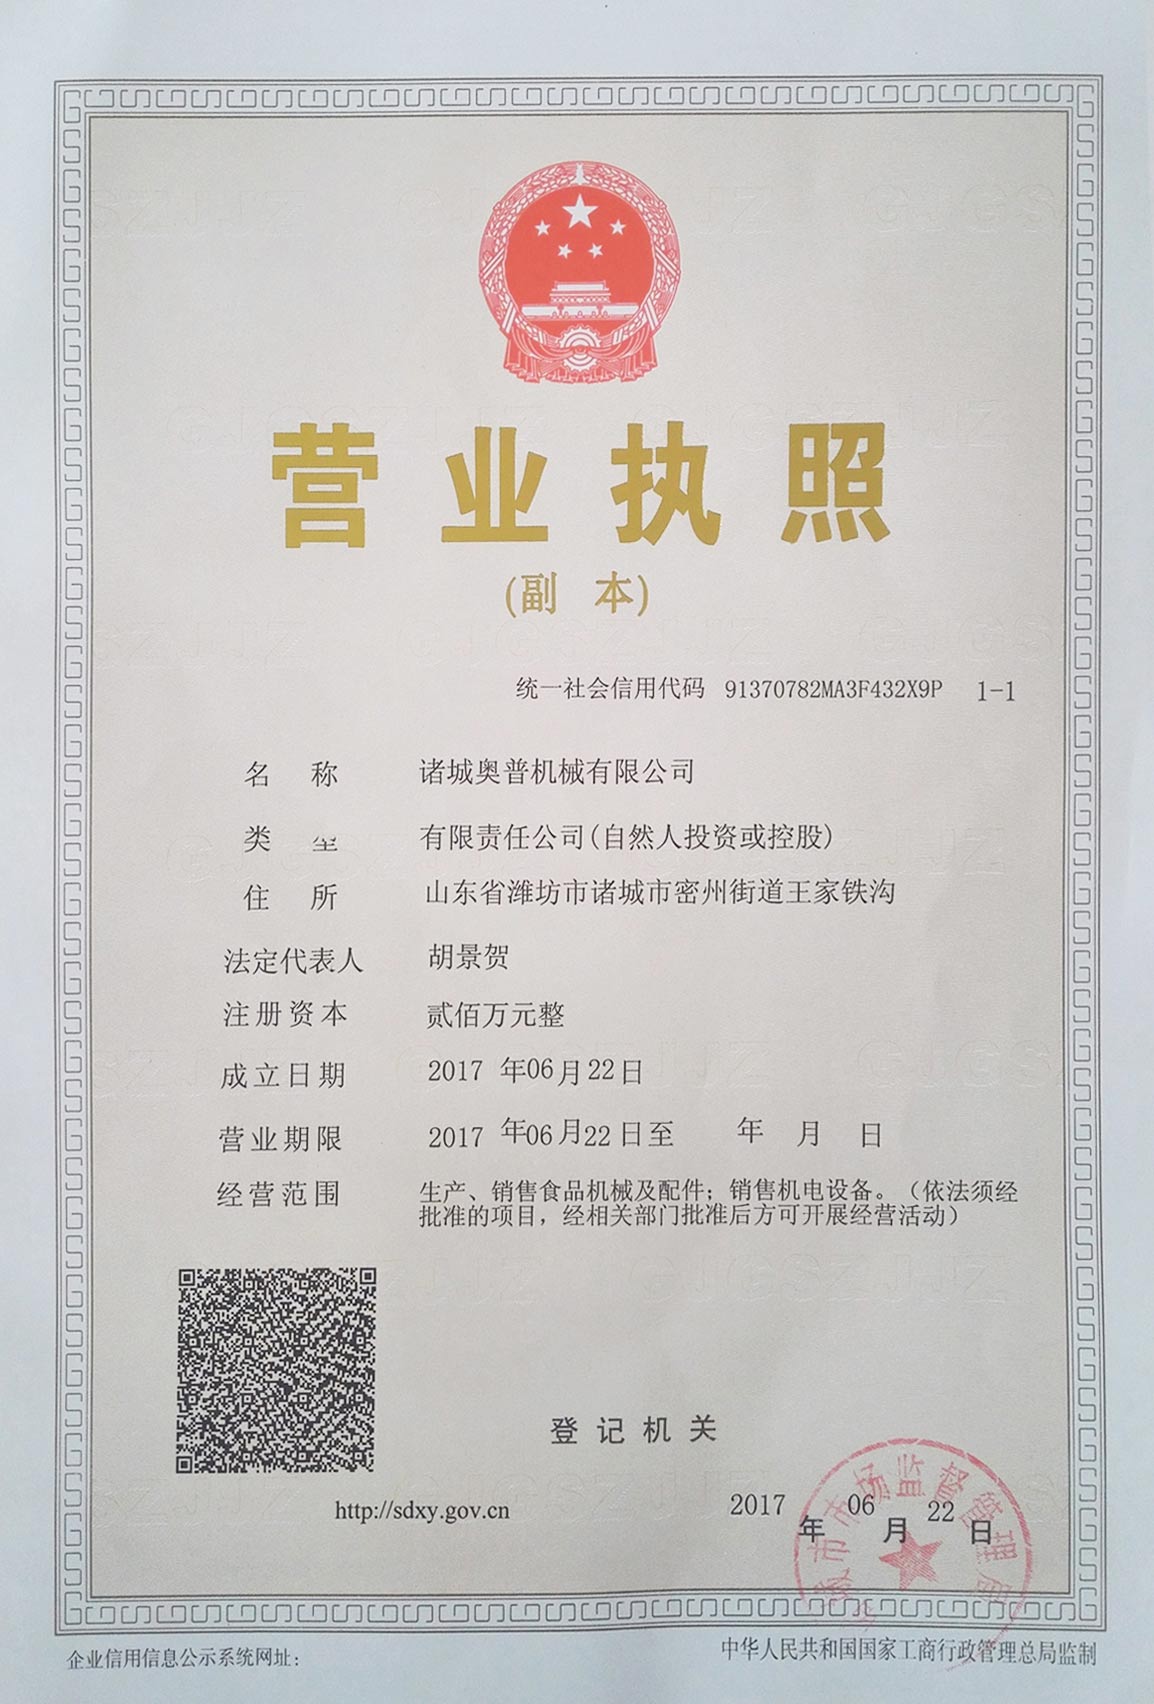 营业执照
(副 本)
统一社会信用代码 91370782MA3F432X9P 1-1
名 称 诸城奥普机械有限公司
类 型 有限责任公司(自然人投资或控股)
住 所 山东省潍坊市诸城市密州街道王家铁沟
法定代表人 胡景贺
注册资本 贰佰万元整
成立日期 2017 年06月22日
营业期限 2017 年06月22日至 年 月 日
经营范围 生产、销售食品机械及配件；销售机电设备。（依法须经
批准的项目，经相关部门批准后方可开展经营活动）
登记机关
http://sdxy.gov.cn
2017 年 06 月 22 日
城市市场监督管理局
企业信用信息公示系统网址：
中华人民共和国国家工商行政管理总局监制